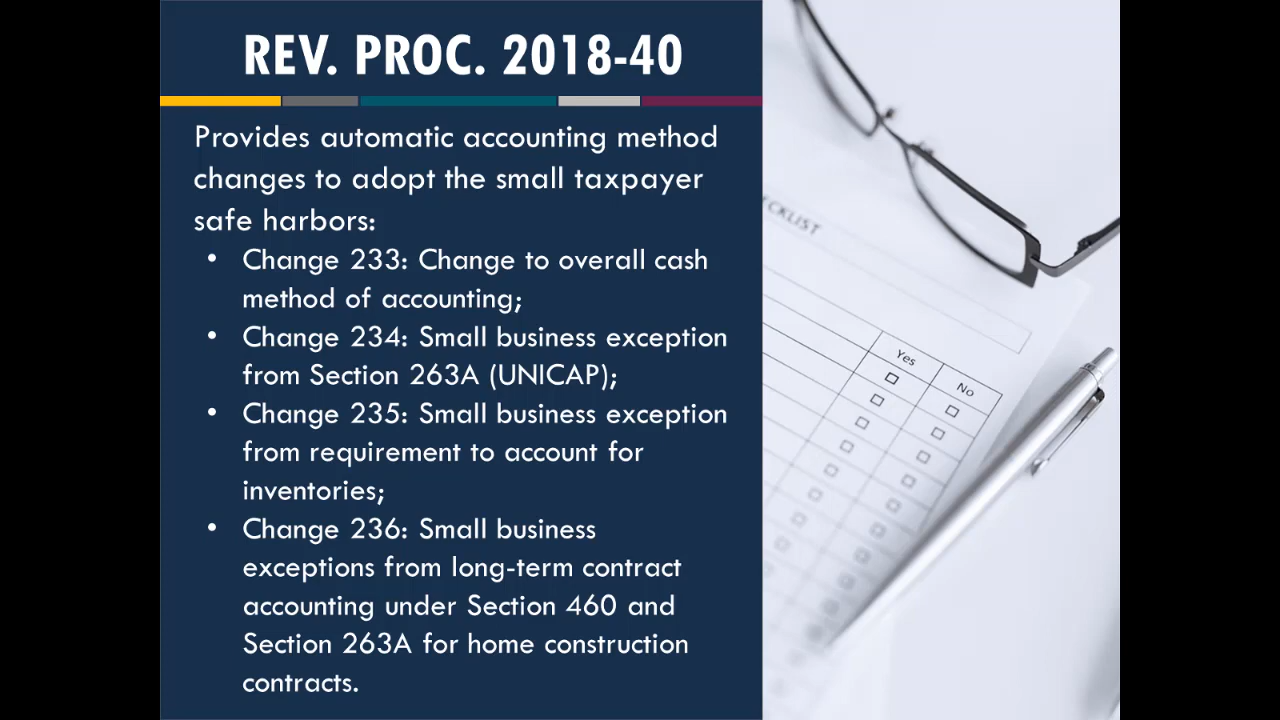 REV. PROC. 2018-40
Provides automatic accounting method
changes to adopt the small taxpayer
safe harbors:
• Change 233: Change to overall cash
method of accounting;
• Change 234: Small business exception
from Section 263A (UNICAP);
• Change 235: Small business exception
from requirement to account for
inventories;
• Change 236: Small business
exceptions from long-term contract
accounting under Section 460 and
Section 263A for home construction
contracts.
CKLIST
Yes
No